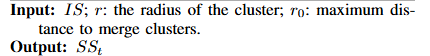 Input: IS; r: the radius of the cluster; r₀: maximum dis-
tance to merge clusters.
Output: SSₜ